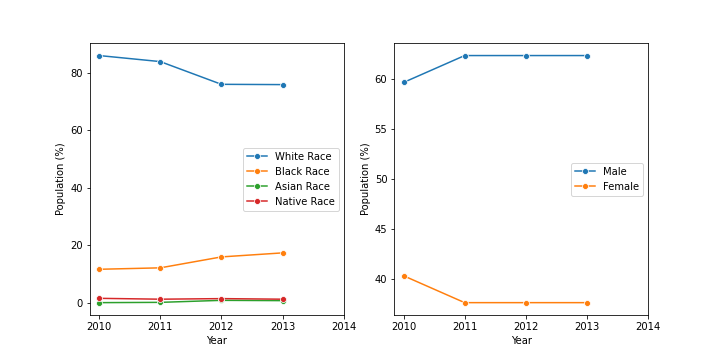 80
60
40
20
0
Population (%)
2010 2011 2012 2013 2014
Year
White Race
Black Race
Asian Race
Native Race
60
55
50
45
40
Population (%)
2010 2011 2012 2013 2014
Year
Male
Female